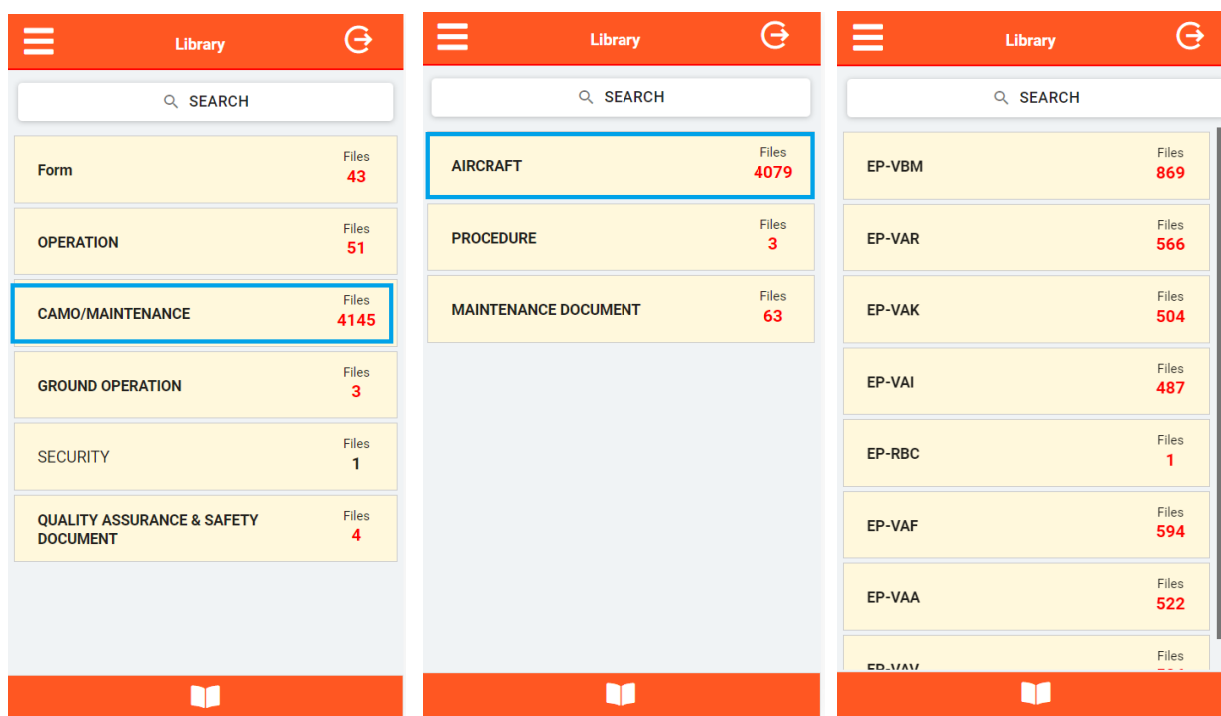 Library
SEARCH
Form
Files
43
OPERATION
Files
51
CAMO/MAINTENANCE
Files
4145
GROUND OPERATION
Files
3
SECURITY
Files
1
QUALITY ASSURANCE & SAFETY
DOCUMENT
Files
4
Library
SEARCH
AIRCRAFT
Files
4079
PROCEDURE
Files
3
MAINTENANCE DOCUMENT
Files
63
Library
SEARCH
EP-VBM
Files
869
EP-VAR
Files
566
EP-VAK
Files
504
EP-VAI
Files
487
EP-RBC
Files
1
EP-VAF
Files
594
EP-VAA
Files
522
EP-VAV
Files